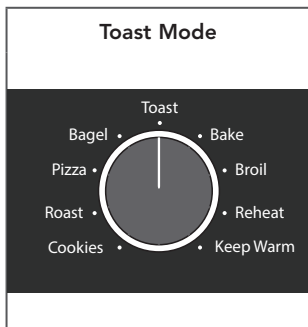 Toast Mode
Toast
Bagel
Bake
Pizza
Broil
Roast
Reheat
Cookies
Keep Warm